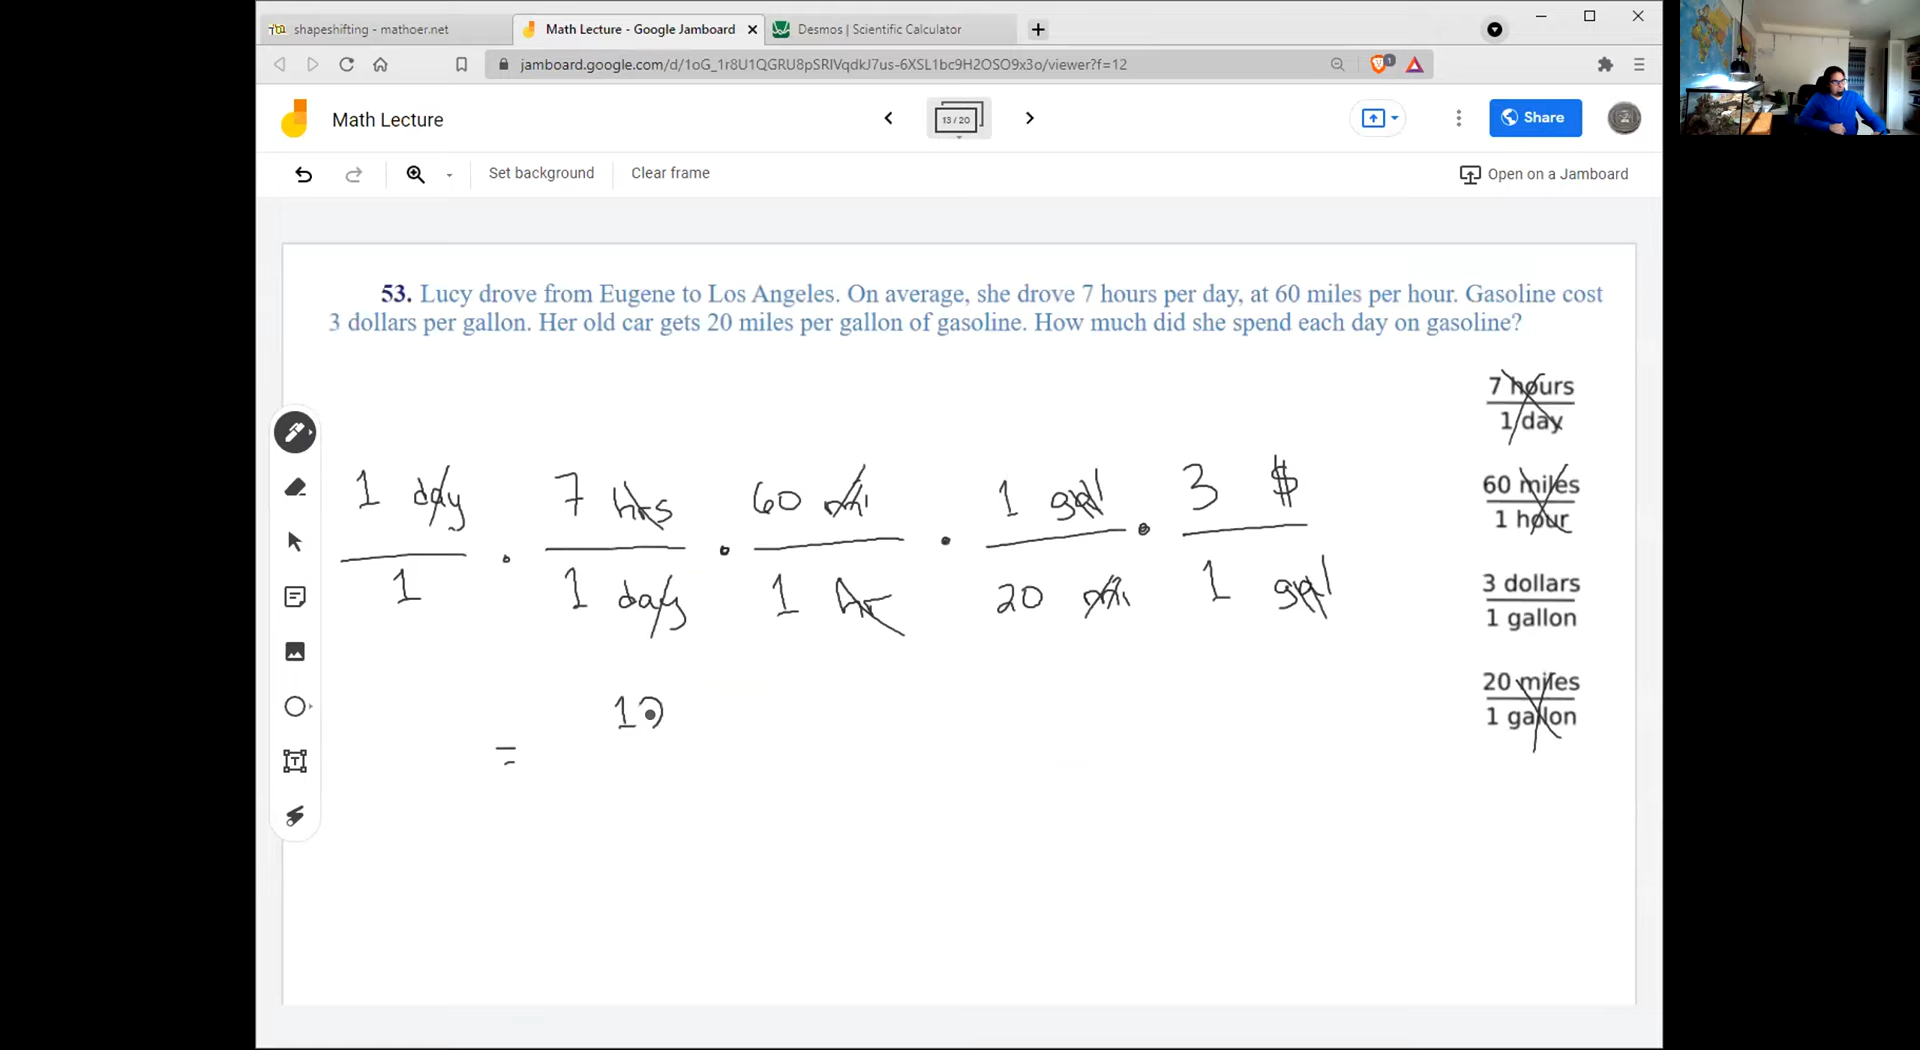 shapeshifting - mathoer.net
Math Lecture - Google Jamboard
Desmos | Scientific Calculator
jamboard.google.com/d/1oG_1r8U1QGRU8pSRIVqdkJ7us-6XSL1bc9H2OSO9x3o/viewer?f=12
1
Math Lecture
13 / 20
Share
Set background
Clear frame
Open on a Jamboard
53. Lucy drove from Eugene to Los Angeles. On average, she drove 7 hours per day, at 60 miles per hour. Gasoline cost
3 dollars per gallon. Her old car gets 20 miles per gallon of gasoline. How much did she spend each day on gasoline?
7 hours
1 day
60 miles
1 hour
3 dollars
1 gallon
20 miles
1 gallon
1 day · 7 hrs · 60 mi · 1 gal · 3 $
1 1 day 1 hr 20 mi 1 gal
=
T